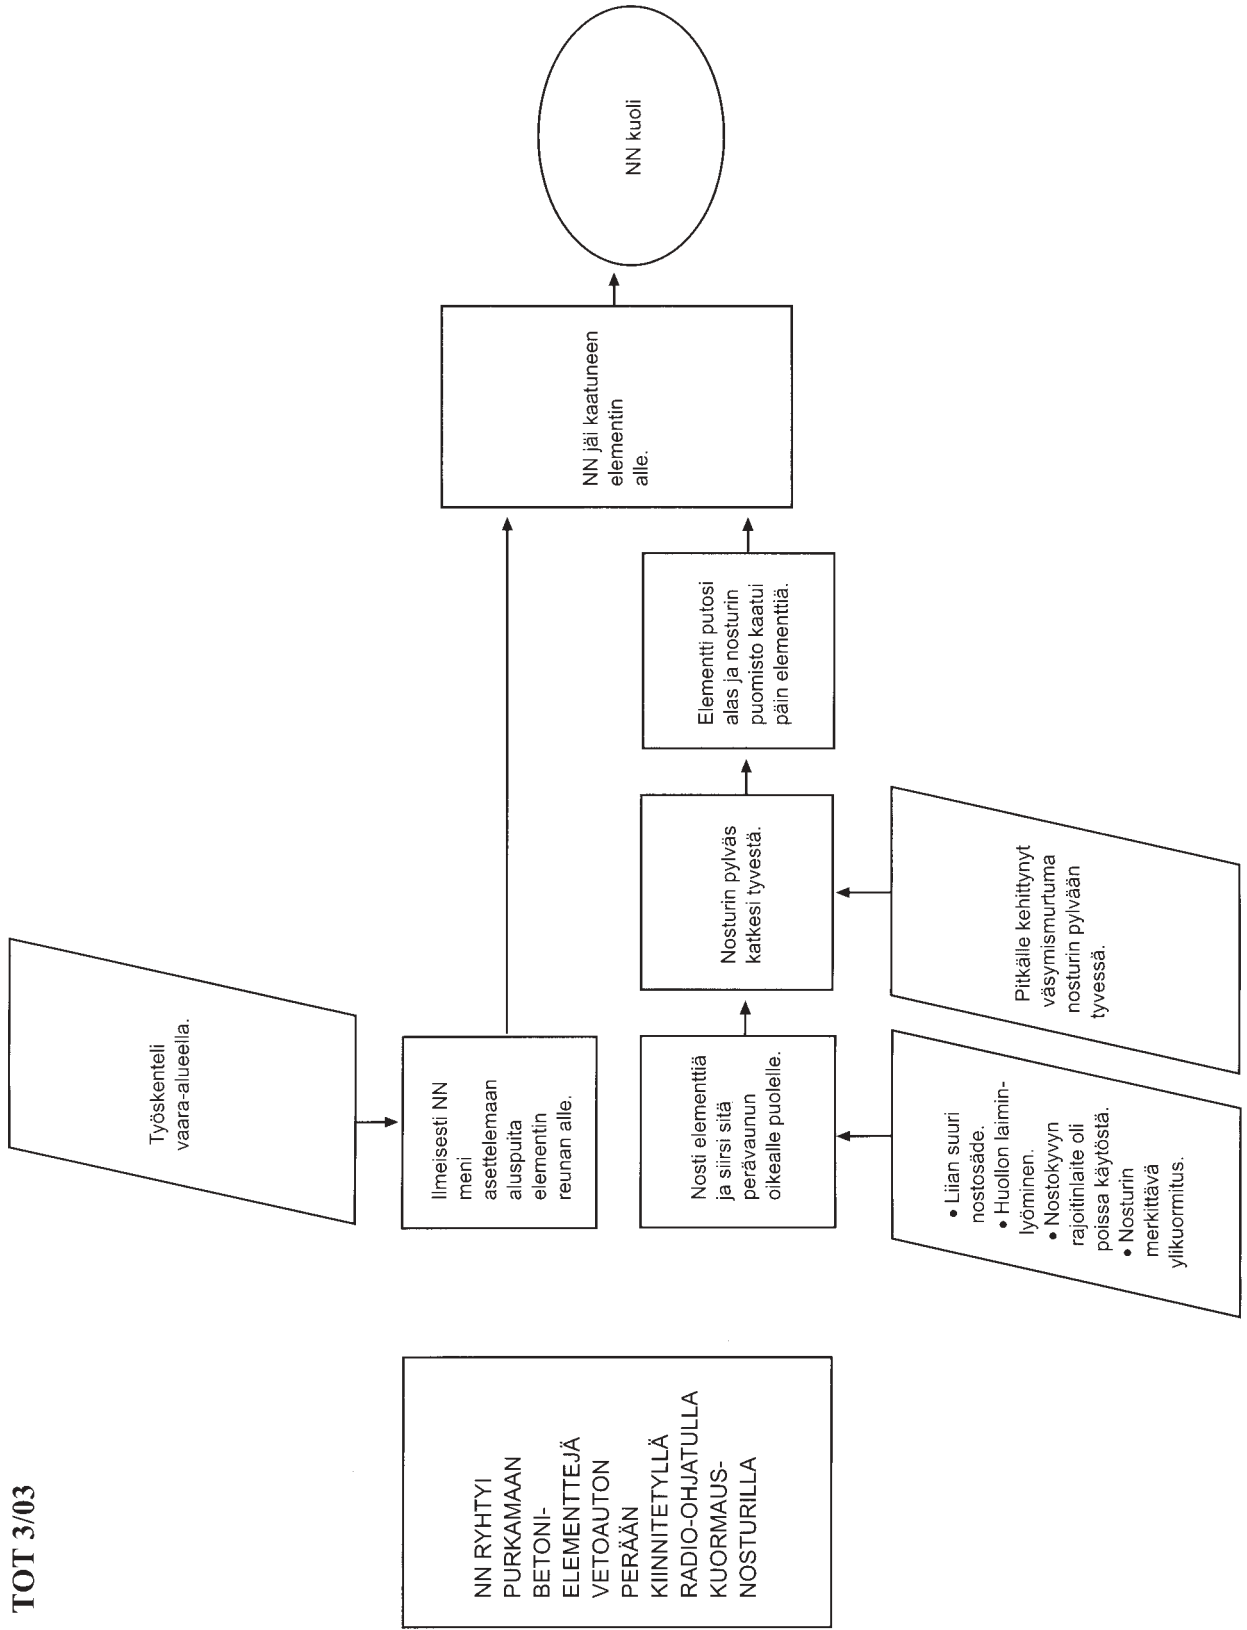 TOT 3/03
NN RYHTYI
PURKAMAAN
BETONI-
ELEMENTTEJÄ
VETOAUTON
PERÄÄN
KIINNITETYLLÄ
RADIO-OHJATULLA
KUORMAUS-
NOSTURILLA
Työskenteli
vaara-alueella.
Ilmeisesti NN
meni
asettelemaan
aluspuita
elementin
reunan alle.
Nosti elementtiä
ja siirsi sitä
perävaunun
oikealle puolelle.
• Liian suuri
nostosäde.
• Huollon laimin-
lyöminen.
• Nostokyvyn
rajoitinlaite oli
poissa käytöstä.
• Nosturin
merkittävä
ylikuormitus.
Nosturin pylväs
katkesi tyvestä.
Pitkälle kehittynyt
väsymismurtuma
nosturin pylvään
tyvessä.
Elementti putosi
alas ja nosturin
puomisto kaatui
päin elementtiä.
NN jäi kaatuneen
elementin
alle.
NN kuoli